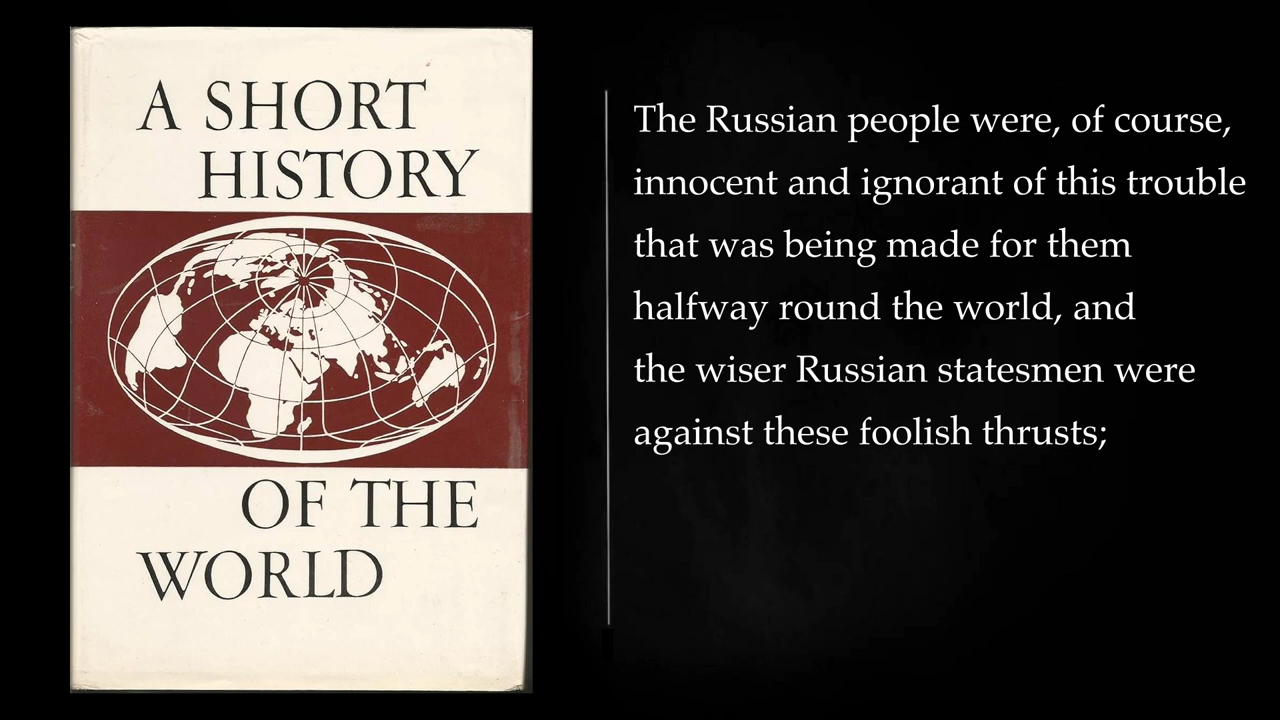 A SHORT
HISTORY
OF THE
WORLD
The Russian people were, of course,
innocent and ignorant of this trouble
that was being made for them
halfway round the world, and
the wiser Russian statesmen were
against these foolish thrusts;